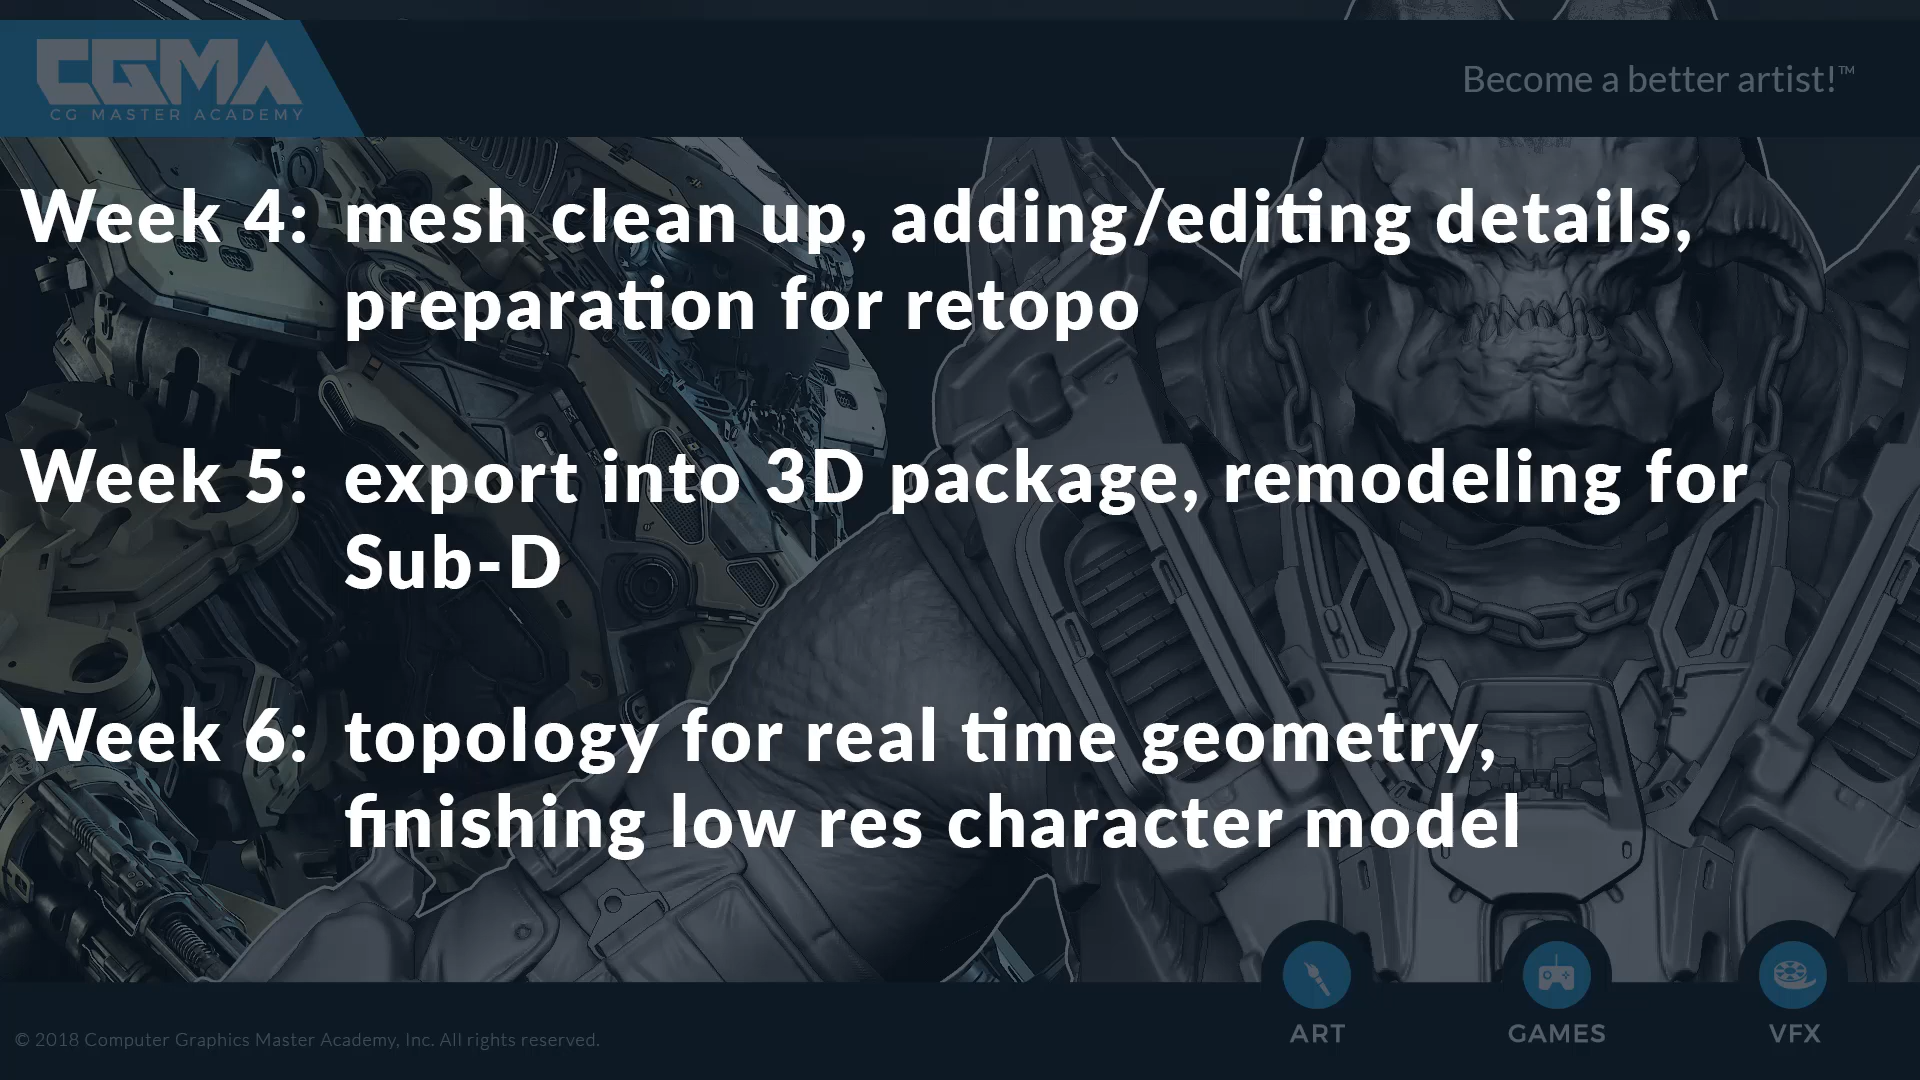 CGMA
CG MASTER ACADEMY
Become a better artist!™
Week 4: mesh clean up, adding/editing details,
preparation for retopo
Week 5: export into 3D package, remodeling for
Sub-D
Week 6: topology for real time geometry,
finishing low res character model
ART GAMES VFX
© 2018 Computer Graphics Master Academy, Inc. All rights reserved.